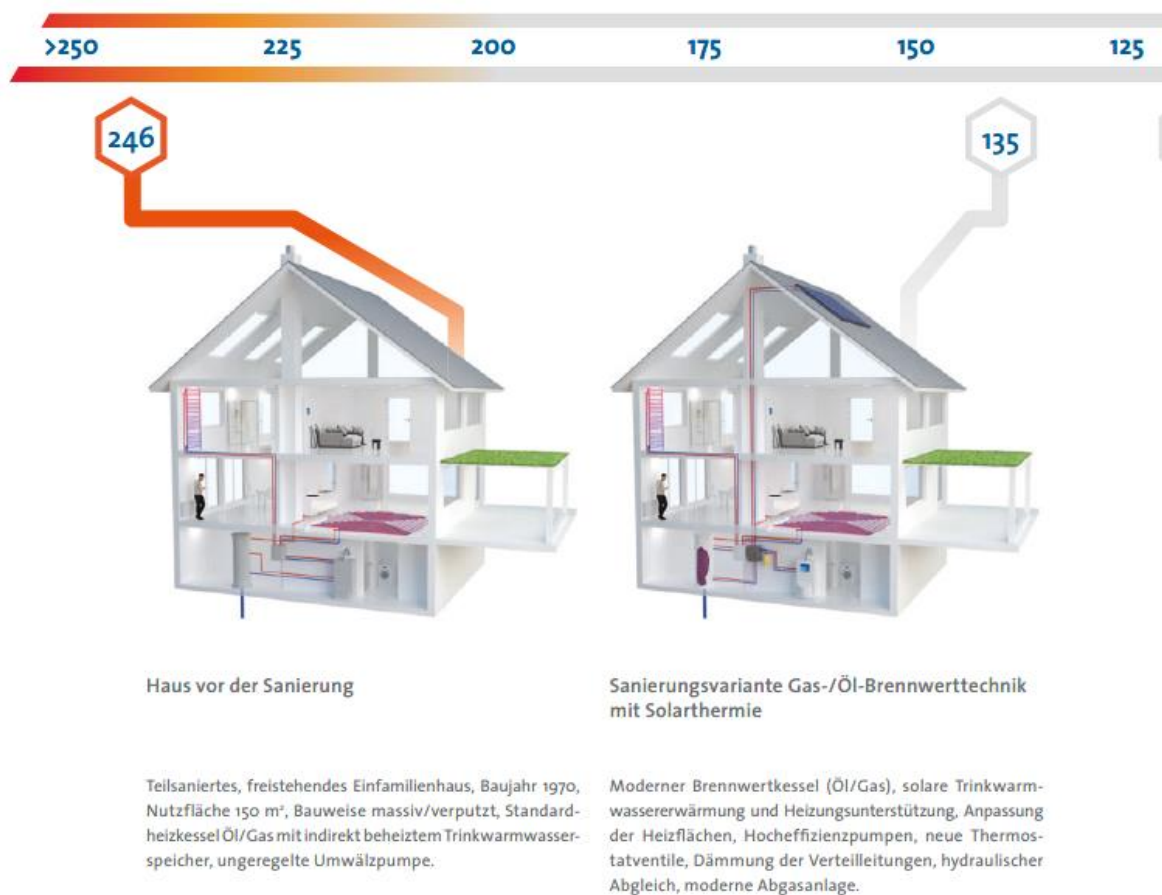 >250 225 200 175 150 125
246 135
Haus vor der Sanierung
Teilsaniertes, freistehendes Einfamilienhaus, Baujahr 1970,
Nutzfläche 150 m², Bauweise massiv/verputzt, Standard-
heizkessel Öl/Gas mit indirekt beheiztem Trinkwarmwasser-
speicher, ungeregelte Umwälzpumpe.
Sanierungsvariante Gas-/Öl-Brennwerttechnik
mit Solarthermie
Moderner Brennwertkessel (Öl/Gas), solare Trinkwarm-
wassererwärmung und Heizungsunterstützung, Anpassung
der Heizflächen, Hocheffizienzpumpen, neue Thermos-
tatventile, Dämmung der Verteilleitungen, hydraulischer
Abgleich, moderne Abgasanlage.